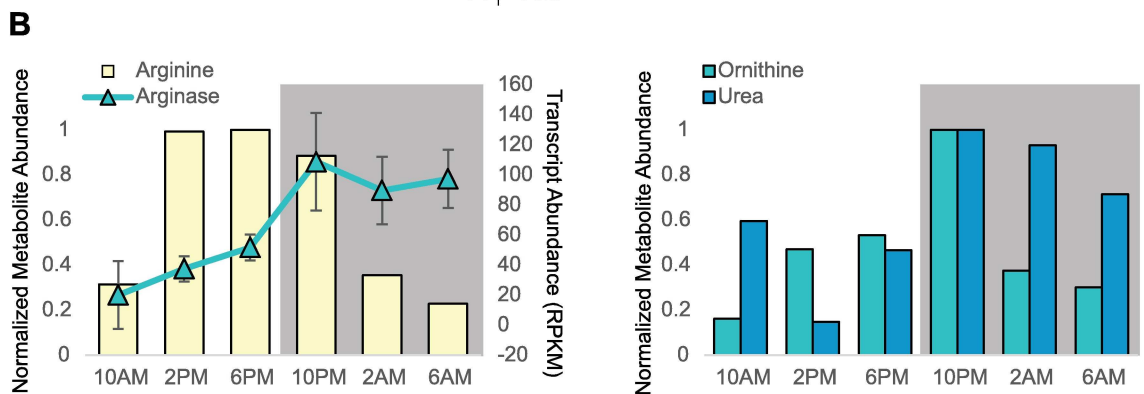 B
Arginine
Arginase
Normalized Metabolite Abundance
1
0.8
0.6
0.4
0.2
0
160
140
120
100
80
60
40
20
0
-20
Transcript Abundance (RPKM)
10AM 2PM 6PM 10PM 2AM 6AM
Ornithine
Urea
Normalized Metabolite Abundance
1
0.8
0.6
0.4
0.2
0
10AM 2PM 6PM 10PM 2AM 6AM